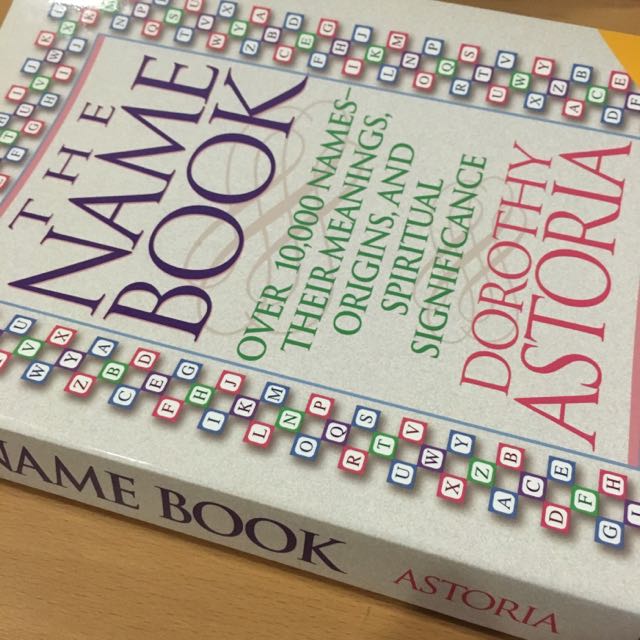 THE
NAME
BOOK
OVER 10,000 NAMES–
THEIR MEANINGS,
ORIGINS, AND
SPIRITUAL
SIGNIFICANCE
DOROTHY
ASTORIA
NAME BOOK
ASTORIA